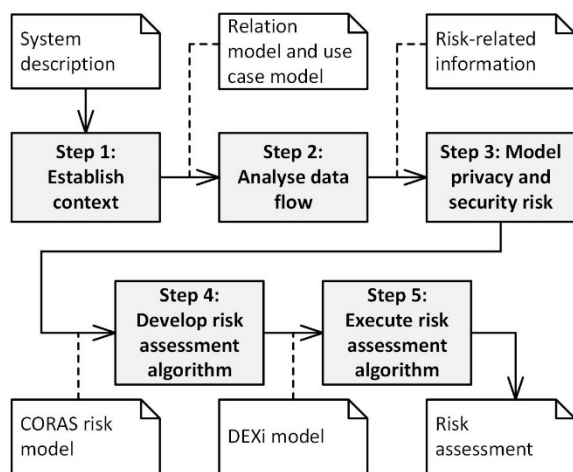 System
description
Relation
model and use
case model
Risk-related
information
Step 1:
Establish
context
Step 2:
Analyse data
flow
Step 3: Model
privacy and
security risk
Step 4:
Develop risk
assessment
algorithm
Step 5:
Execute risk
assessment
algorithm
CORAS risk
model
DEXi model
Risk
assessment